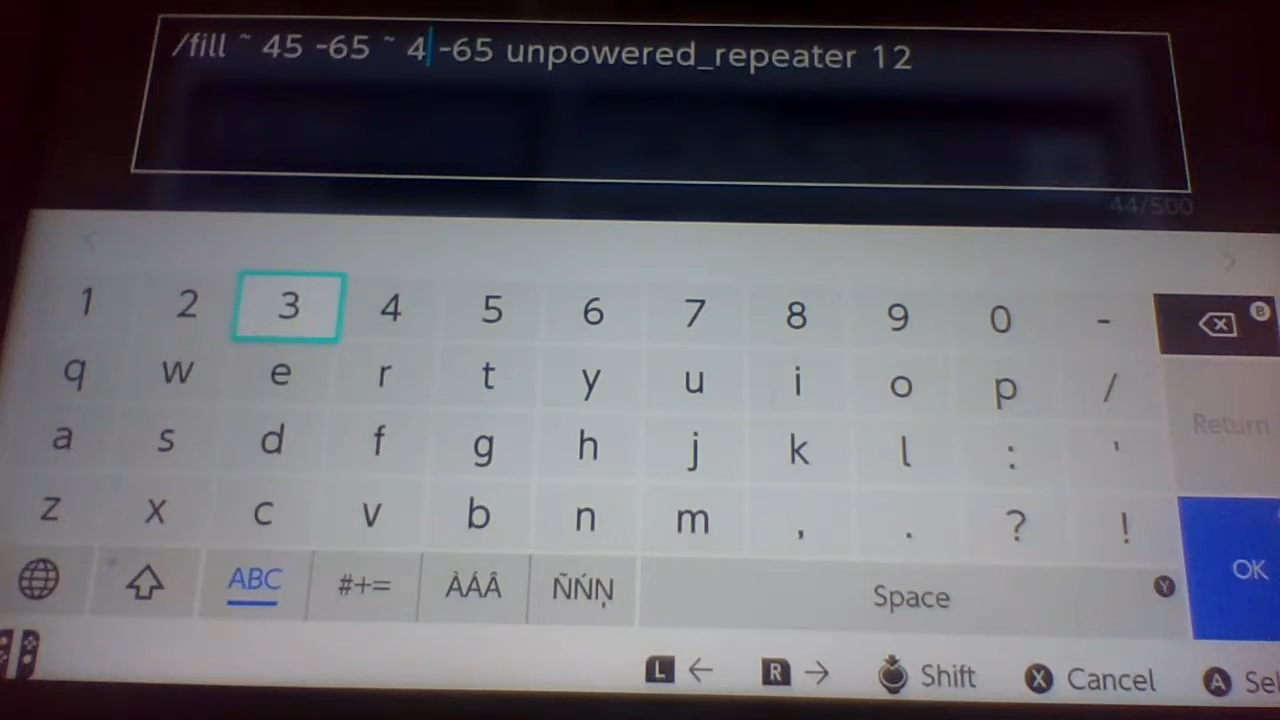 /fill ~ 45 -65 ~ 4 -65 unpowered_repeater 12
44/500
1 2 3 4 5 6 7 8 9 0 -
q w e r t y u i o p /
Return
a s d f g h j k l : '
z x c v b n m , . ? !
OK
ABC #+= ÀÁÂ ÑŃŅ Space Y
L ← R → Shift X Cancel A Sel
B